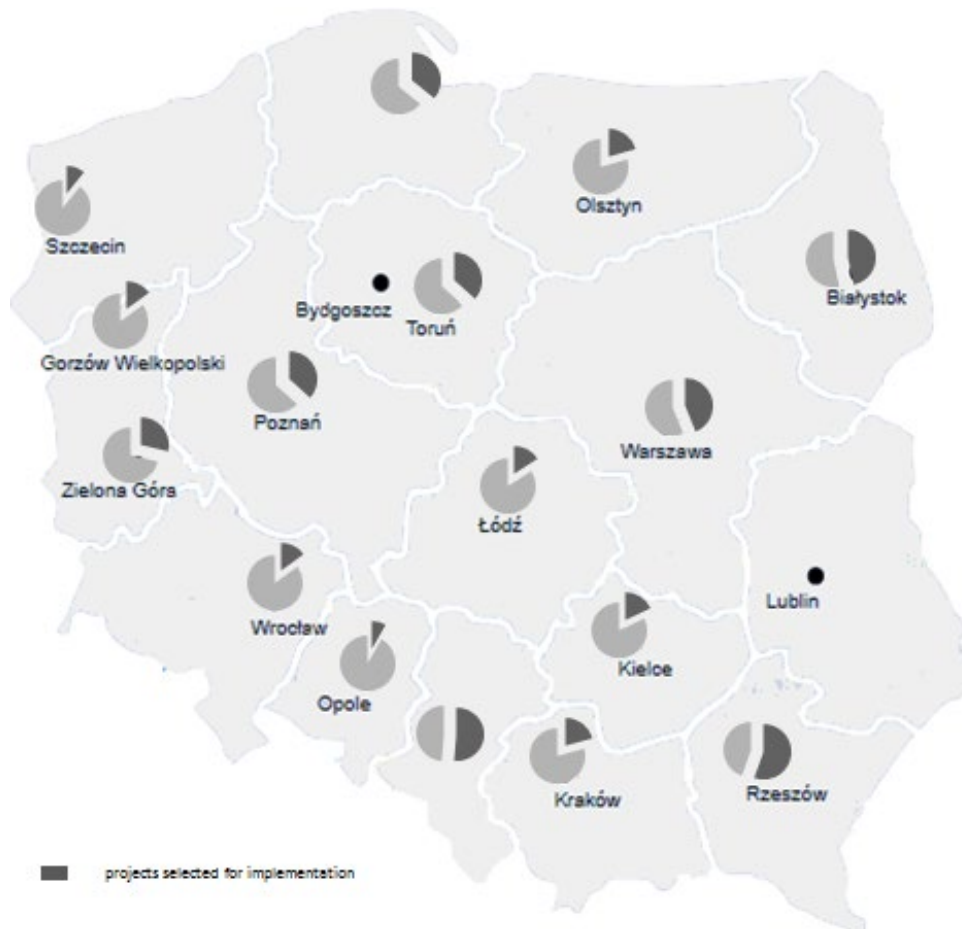 Olsztyn
Szczecin
Białystok
Bydgoszcz
Toruń
Gorzów Wielkopolski
Poznań
Warszawa
Zielona Góra
Łódź
Lublin
Wrocław
Kielce
Opole
Kraków
Rzeszów
projects selected for implementation